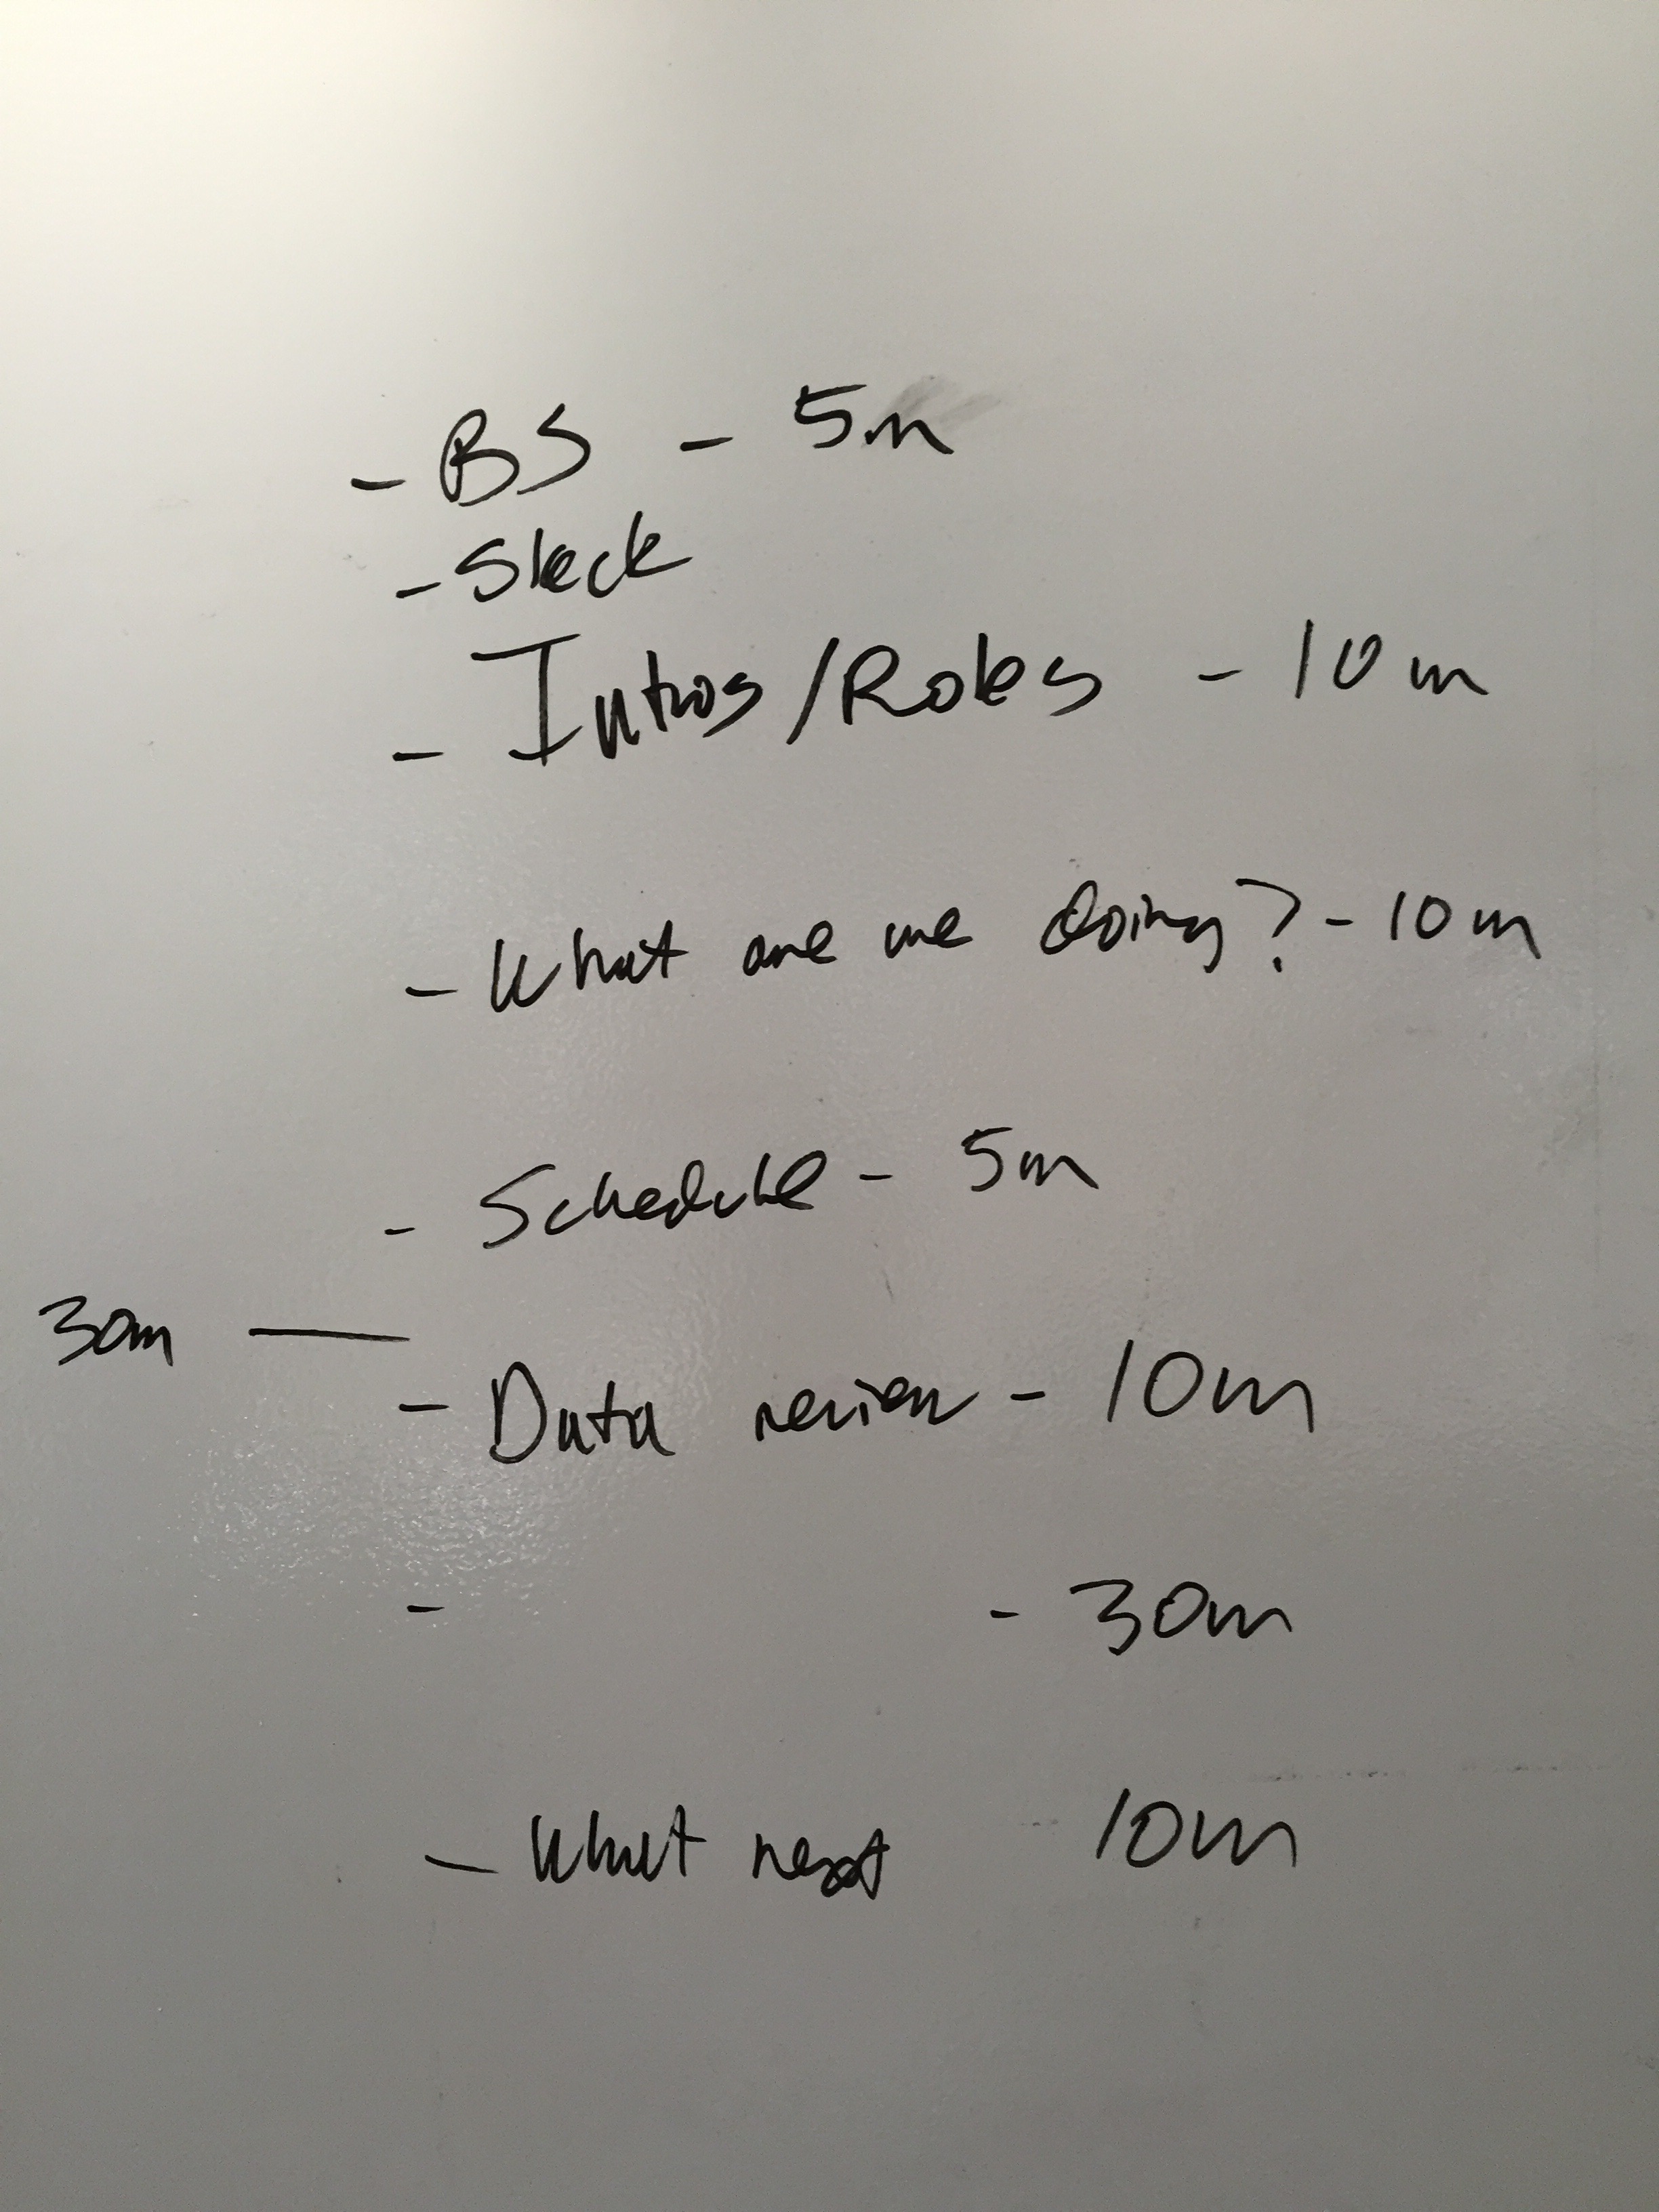 - BS - 5m
- Slack
- Intros/Roles - 10m
- What are we doing? - 10m
- Schedule - 5m
30m —
- Data review - 10m
- - 30m
- What next 10m